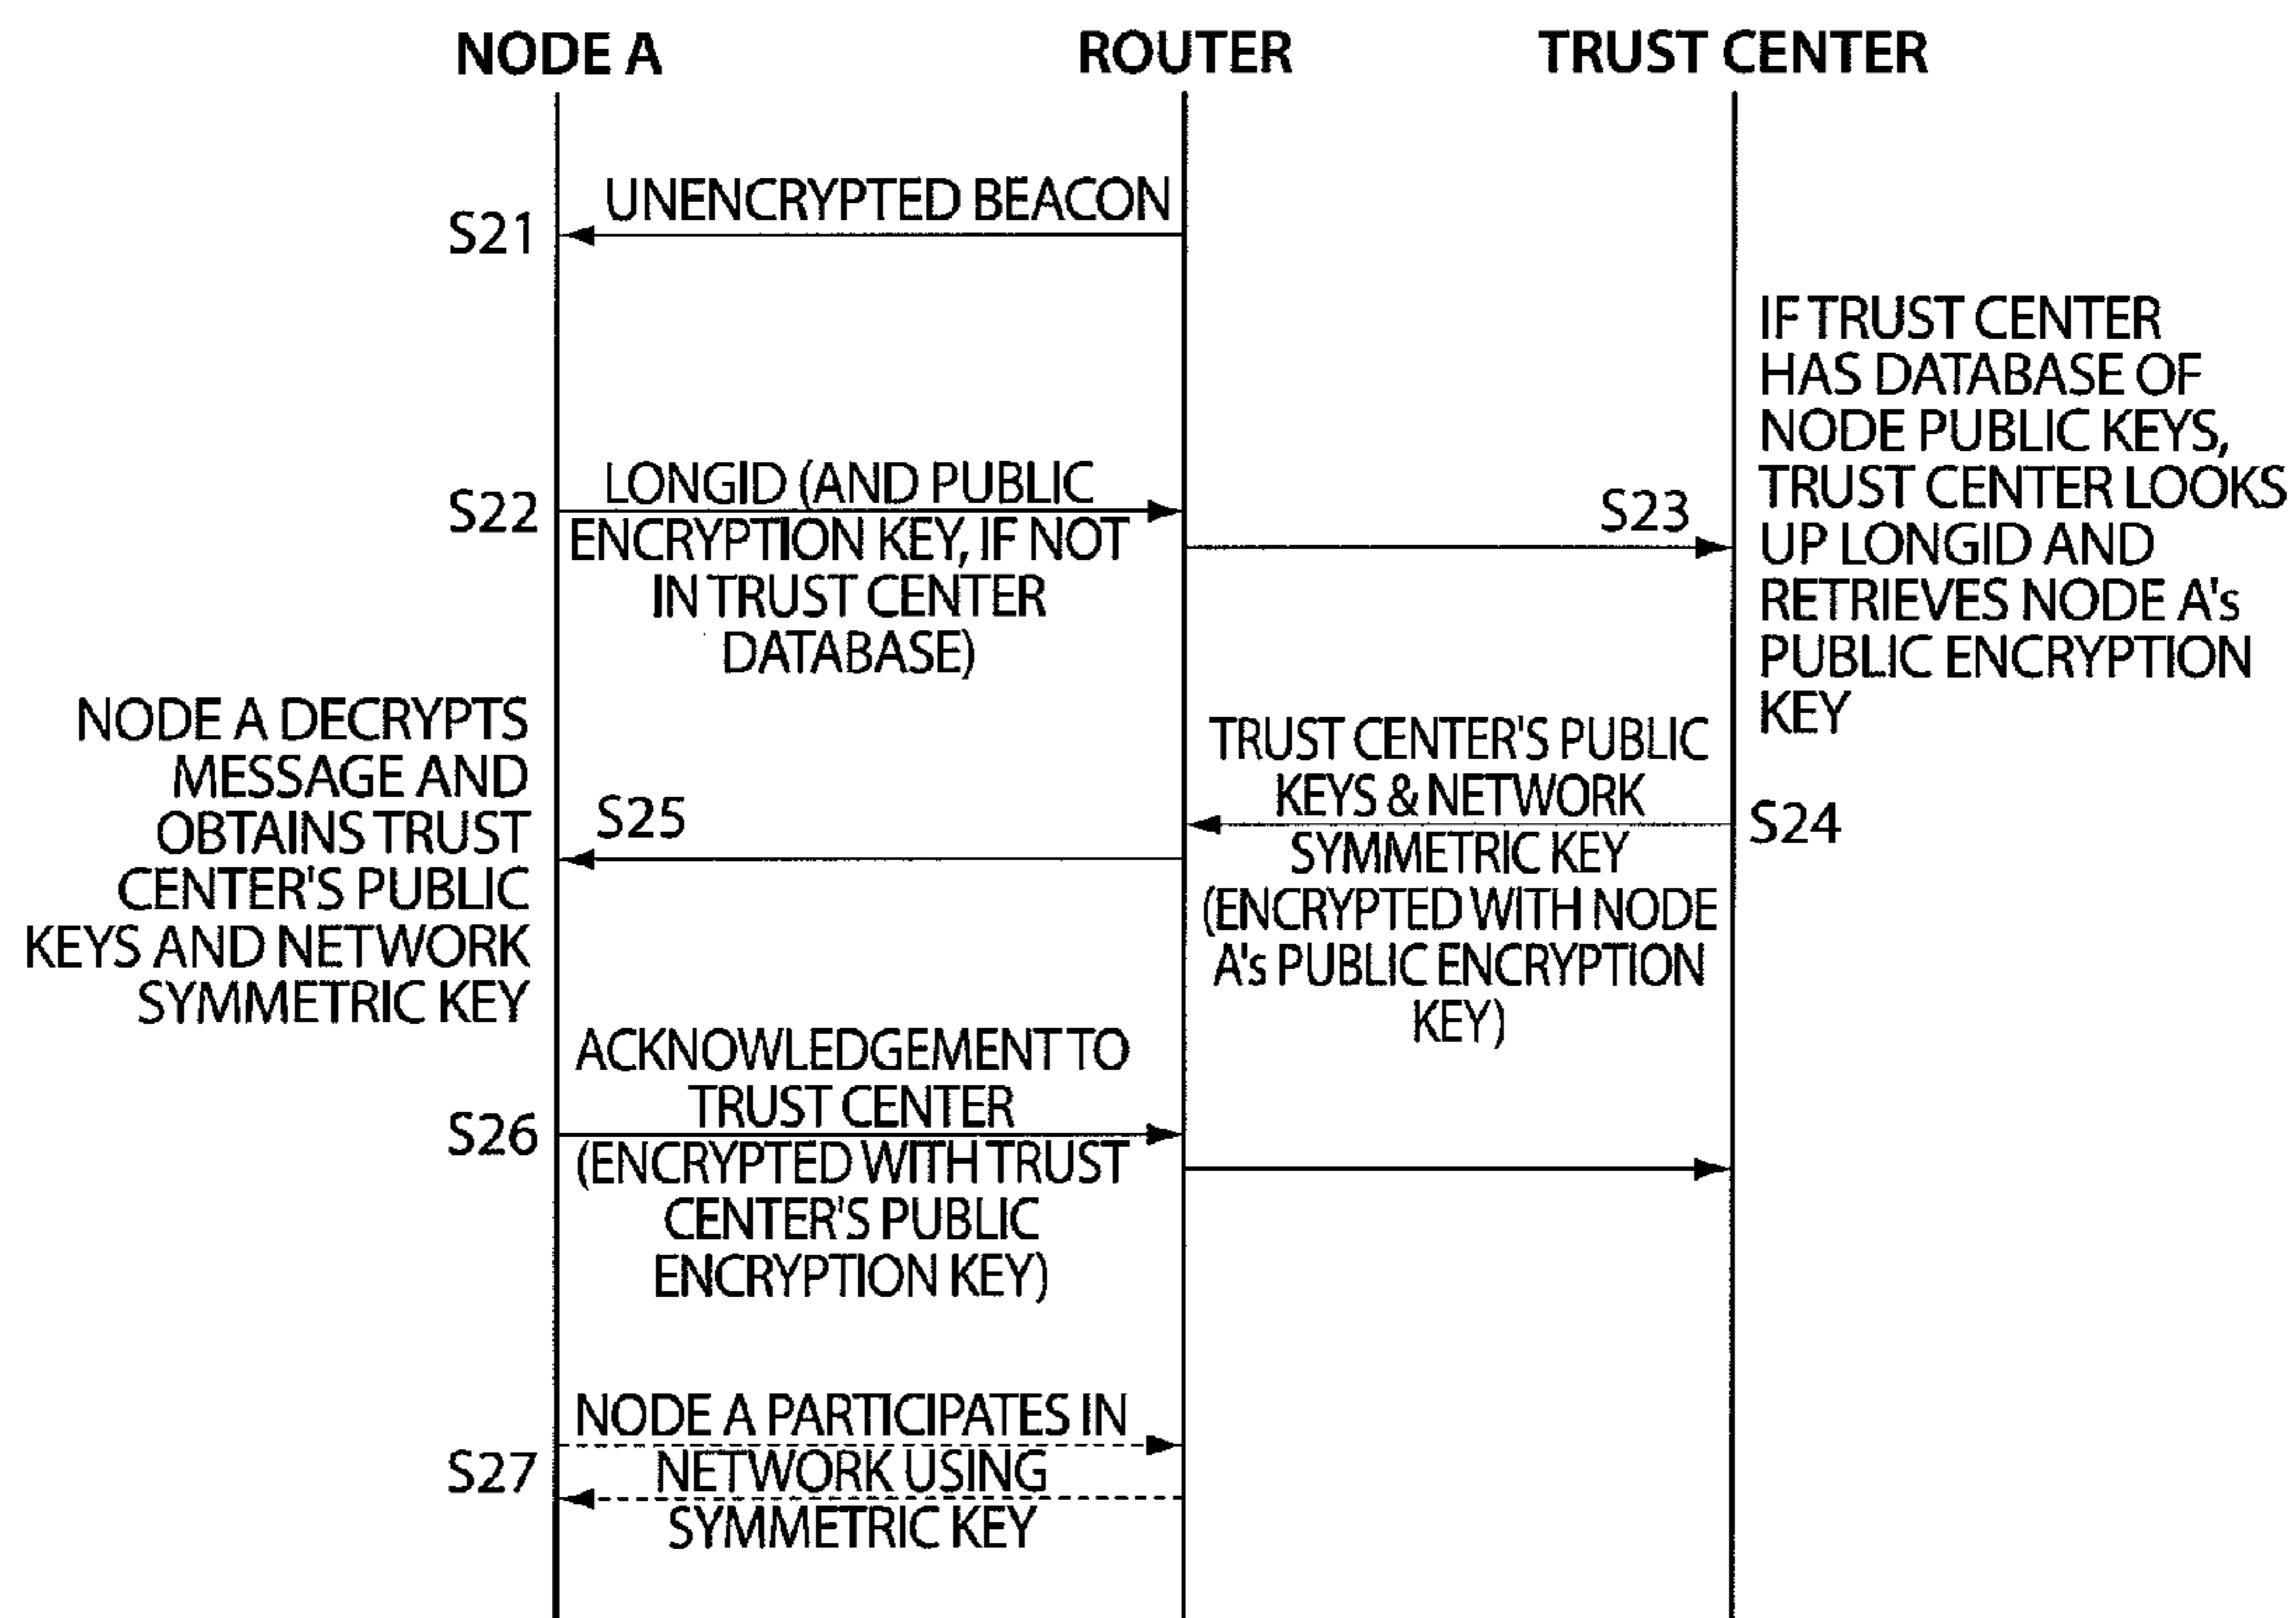 NODE A
ROUTER
TRUST CENTER
UNENCRYPTED BEACON
S21
IF TRUST CENTER
HAS DATABASE OF
NODE PUBLIC KEYS,
TRUST CENTER LOOKS
UP LONGID AND
RETRIEVES NODE A's
PUBLIC ENCRYPTION
KEY
S22
LONGID (AND PUBLIC
ENCRYPTION KEY, IF NOT
IN TRUST CENTER
DATABASE)
S23
TRUST CENTER'S PUBLIC
KEYS & NETWORK
SYMMETRIC KEY
(ENCRYPTED WITH NODE
A's PUBLIC ENCRYPTION
KEY)
S24
NODE A DECRYPTS
MESSAGE AND
OBTAINS TRUST
CENTER'S PUBLIC
KEYS AND NETWORK
SYMMETRIC KEY
S25
ACKNOWLEDGEMENT TO
TRUST CENTER
(ENCRYPTED WITH TRUST
CENTER'S PUBLIC
ENCRYPTION KEY)
S26
NODE A PARTICIPATES IN
NETWORK USING
SYMMETRIC KEY
S27